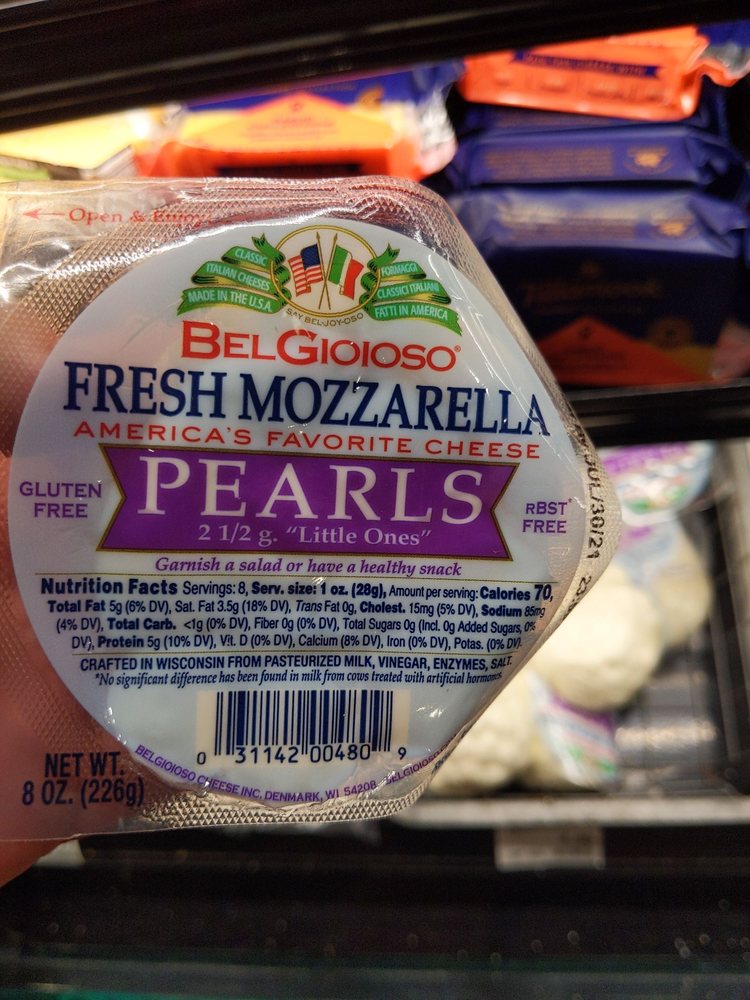 ← Open & Enjoy!
CLASSIC
ITALIAN CHEESES
MADE IN THE U.S.A.
FORMAGGI
CLASSICI ITALIANI
FATTI IN AMERICA
SAY BEL-JOY-OSO
BELGIOIOSO®
FRESH MOZZARELLA
AMERICA'S FAVORITE CHEESE
PEARLS
2 1/2 g. "Little Ones"
GLUTEN
FREE
RBST*
FREE
Garnish a salad or have a healthy snack
Nutrition Facts Servings: 8, Serv. size: 1 oz. (28g), Amount per serving: Calories 70,
Total Fat 5g (6% DV), Sat. Fat 3.5g (18% DV), Trans Fat 0g, Cholest. 15mg (5% DV), Sodium 85mg
(4% DV), Total Carb. <1g (0% DV), Fiber 0g (0% DV), Total Sugars 0g (Incl. 0g Added Sugars, 0%
DV), Protein 5g (10% DV), Vit. D (0% DV), Calcium (8% DV), Iron (0% DV), Potas. (0% DV).
CRAFTED IN WISCONSIN FROM PASTEURIZED MILK, VINEGAR, ENZYMES, SALT.
*No significant difference has been found in milk from cows treated with artificial hormones.
0 31142 00480 9
NET WT.
8 OZ. (226g)
BELGIOIOSO CHEESE INC. DENMARK, WI 54208
JUL/30/21